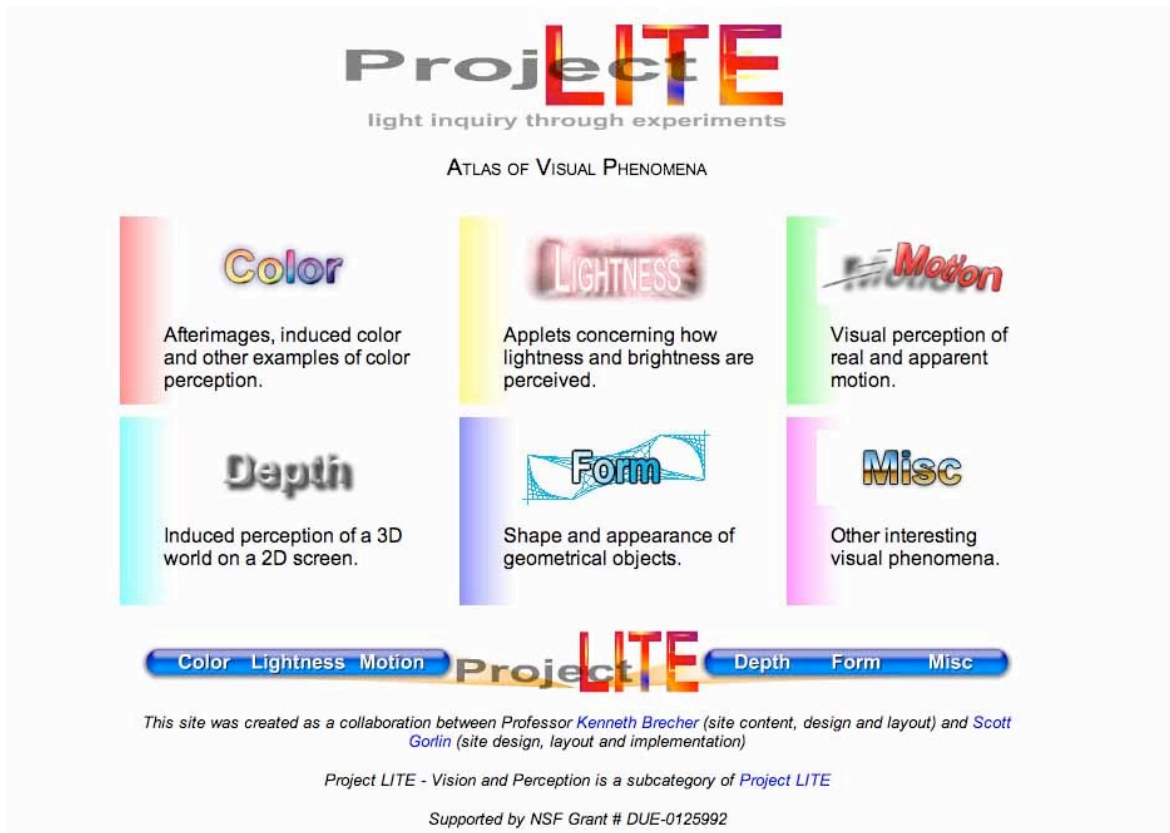 Project LITE
light inquiry through experiments
ATLAS OF VISUAL PHENOMENA
Color
Afterimages, induced color
and other examples of color
perception.
LIGHTNESS
Applets concerning how
lightness and brightness are
perceived.
Motion
Visual perception of
real and apparent
motion.
Depth
Induced perception of a 3D
world on a 2D screen.
Form
Shape and appearance of
geometrical objects.
Misc
Other interesting
visual phenomena.
Color Lightness Motion Project LITE Depth Form Misc
This site was created as a collaboration between Professor Kenneth Brecher (site content, design and layout) and Scott
Gorlin (site design, layout and implementation)
Project LITE - Vision and Perception is a subcategory of Project LITE
Supported by NSF Grant # DUE-0125992